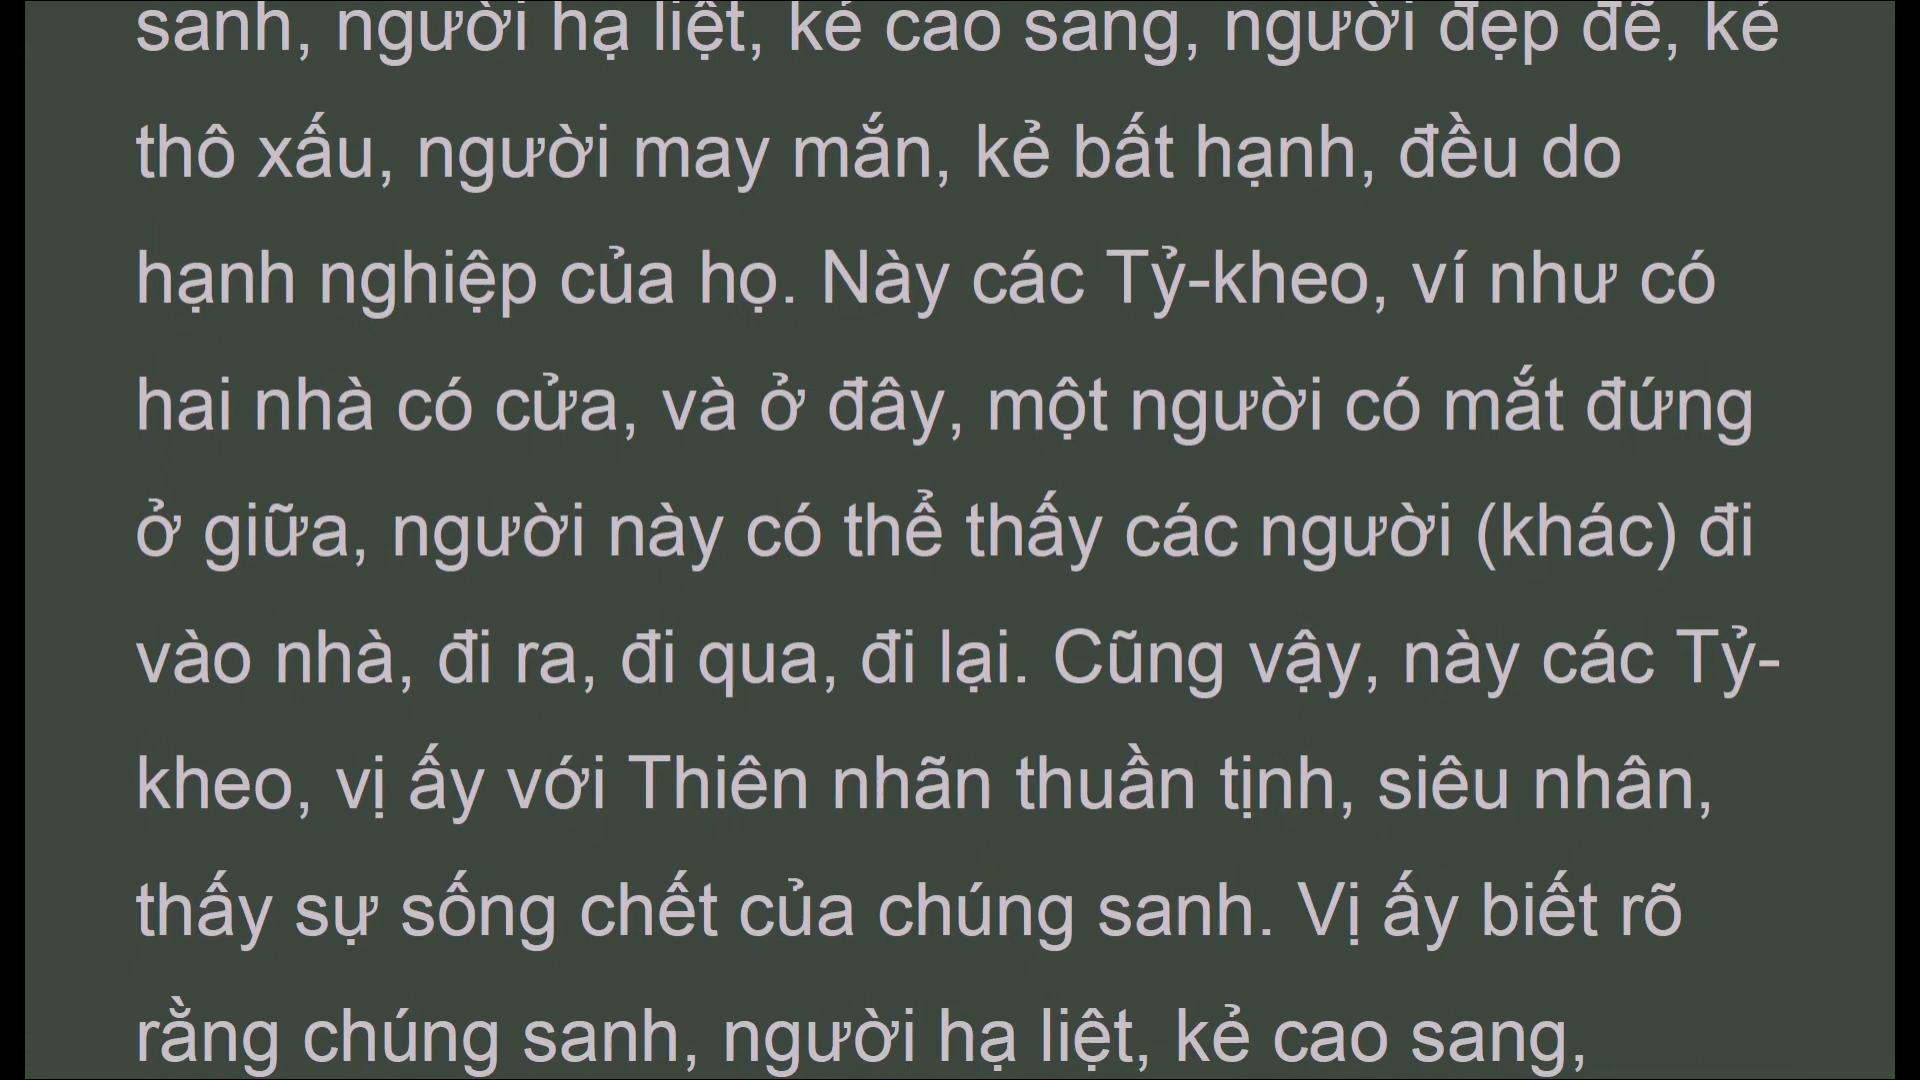 sanh, người hạ liệt, kẻ cao sang, người đẹp đẽ, kẻ
thô xấu, người may mắn, kẻ bất hạnh, đều do
hạnh nghiệp của họ. Này các Tỷ-kheo, ví như có
hai nhà có cửa, và ở đây, một người có mắt đứng
ở giữa, người này có thể thấy các người (khác) đi
vào nhà, đi ra, đi qua, đi lại. Cũng vậy, này các Tỷ-
kheo, vị ấy với Thiên nhãn thuần tịnh, siêu nhân,
thấy sự sống chết của chúng sanh. Vị ấy biết rõ
rằng chúng sanh, người hạ liệt, kẻ cao sang,